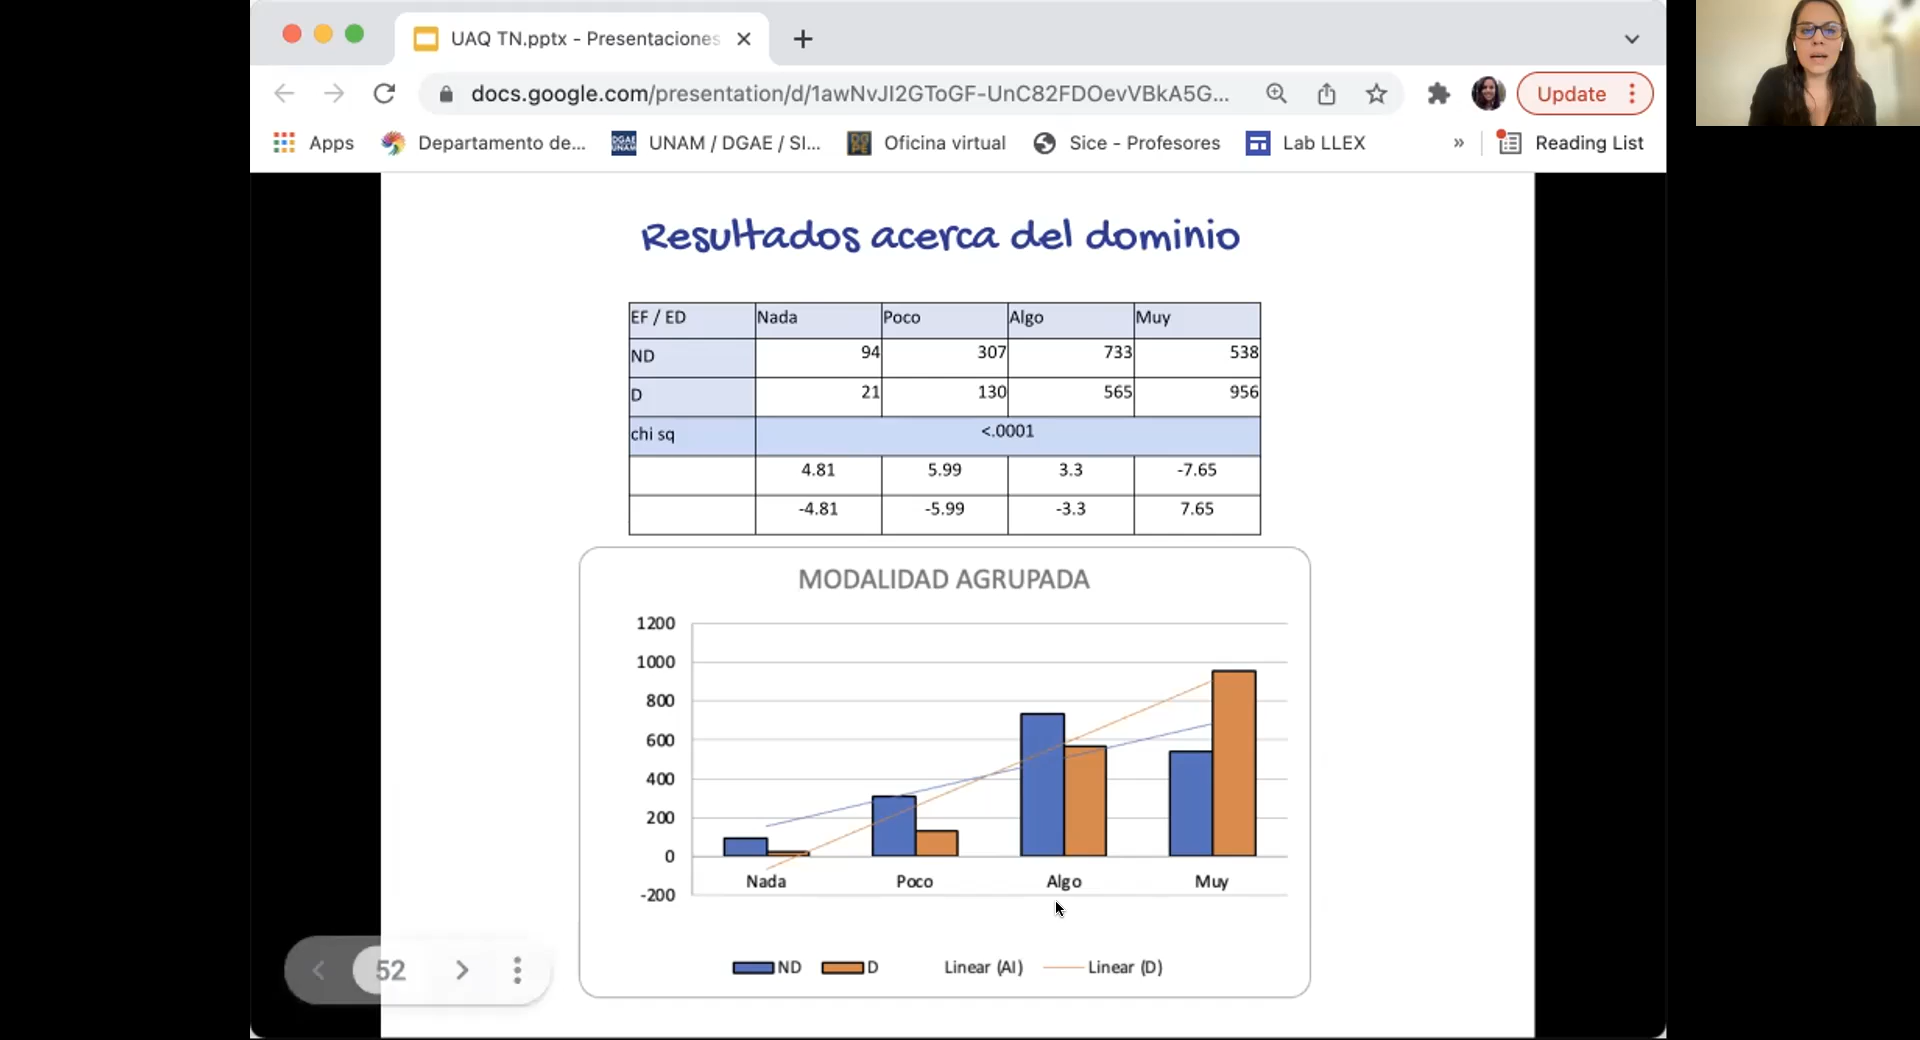 UAQ TN.pptx - Presentaciones
docs.google.com/presentation/d/1awNvJI2GToGF-UnC82FDOevVBkA5G...
Update
Apps
Departamento de...
UNAM / DGAE / SI...
Oficina virtual
Sice - Profesores
Lab LLEX
»
Reading List
Resultados acerca del dominio
EF / ED Nada Poco Algo Muy
ND 94 307 733 538
D 21 130 565 956
chi sq <.0001
4.81 5.99 3.3 -7.65
-4.81 -5.99 -3.3 7.65
MODALIDAD AGRUPADA
1200
1000
800
600
400
200
0
-200
Nada Poco Algo Muy
ND D Linear (AI) Linear (D)
52